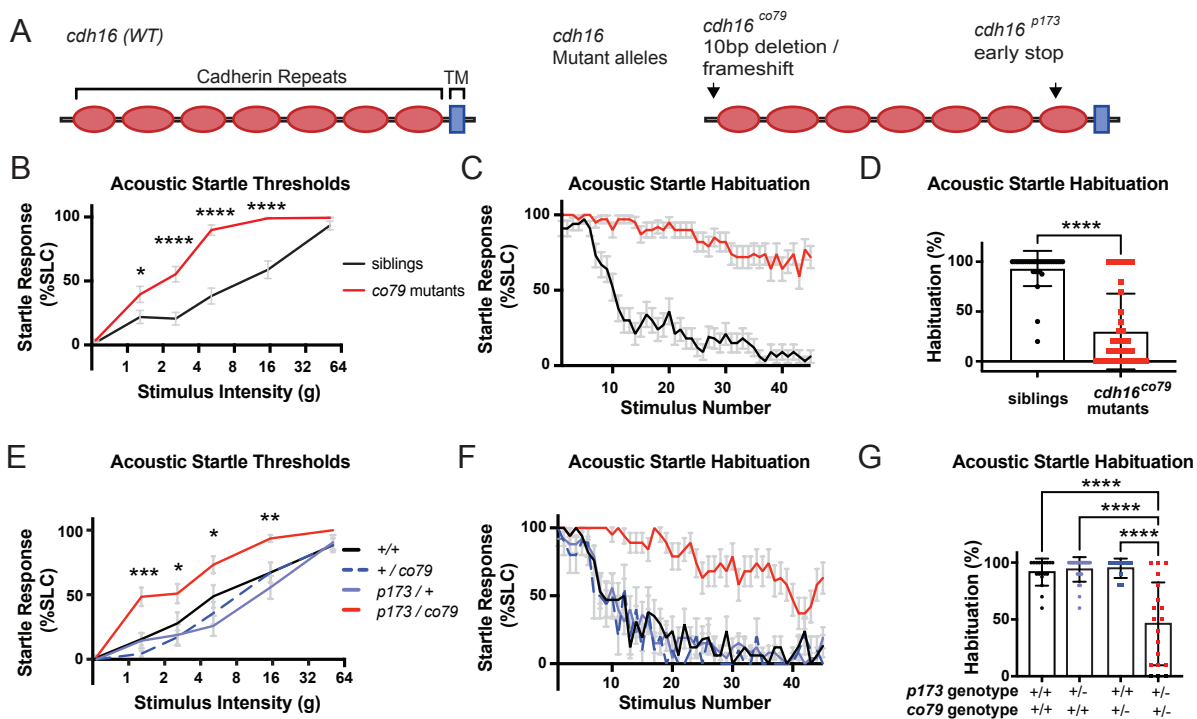 A
cdh16 (WT)
Cadherin Repeats
TM
cdh16
Mutant alleles
cdh16 co79
10bp deletion /
frameshift
cdh16 p173
early stop
B
Acoustic Startle Thresholds
Startle Response
(%SLC)
100
50
0
* **** **** ****
siblings
co79 mutants
1 2 4 8 16 32 64
Stimulus Intensity (g)
C
Acoustic Startle Habituation
Startle Response
(%SLC)
100
50
0
10 20 30 40
Stimulus Number
D
Acoustic Startle Habituation
****
Habituation (%)
100
50
0
siblings
cdh16co79
mutants
E
Acoustic Startle Thresholds
Startle Response
(%SLC)
100
50
0
*** * * **
+/+
+ / co79
p173 / +
p173 / co79
1 2 4 8 16 32 64
Stimulus Intensity (g)
F
Acoustic Startle Habituation
Startle Response
(%SLC)
100
50
0
10 20 30 40
Stimulus Number
G
Acoustic Startle Habituation
****
****
****
Habituation (%)
100
50
0
p173 genotype +/+ +/- +/+ +/-
co79 genotype +/+ +/+ +/- +/-